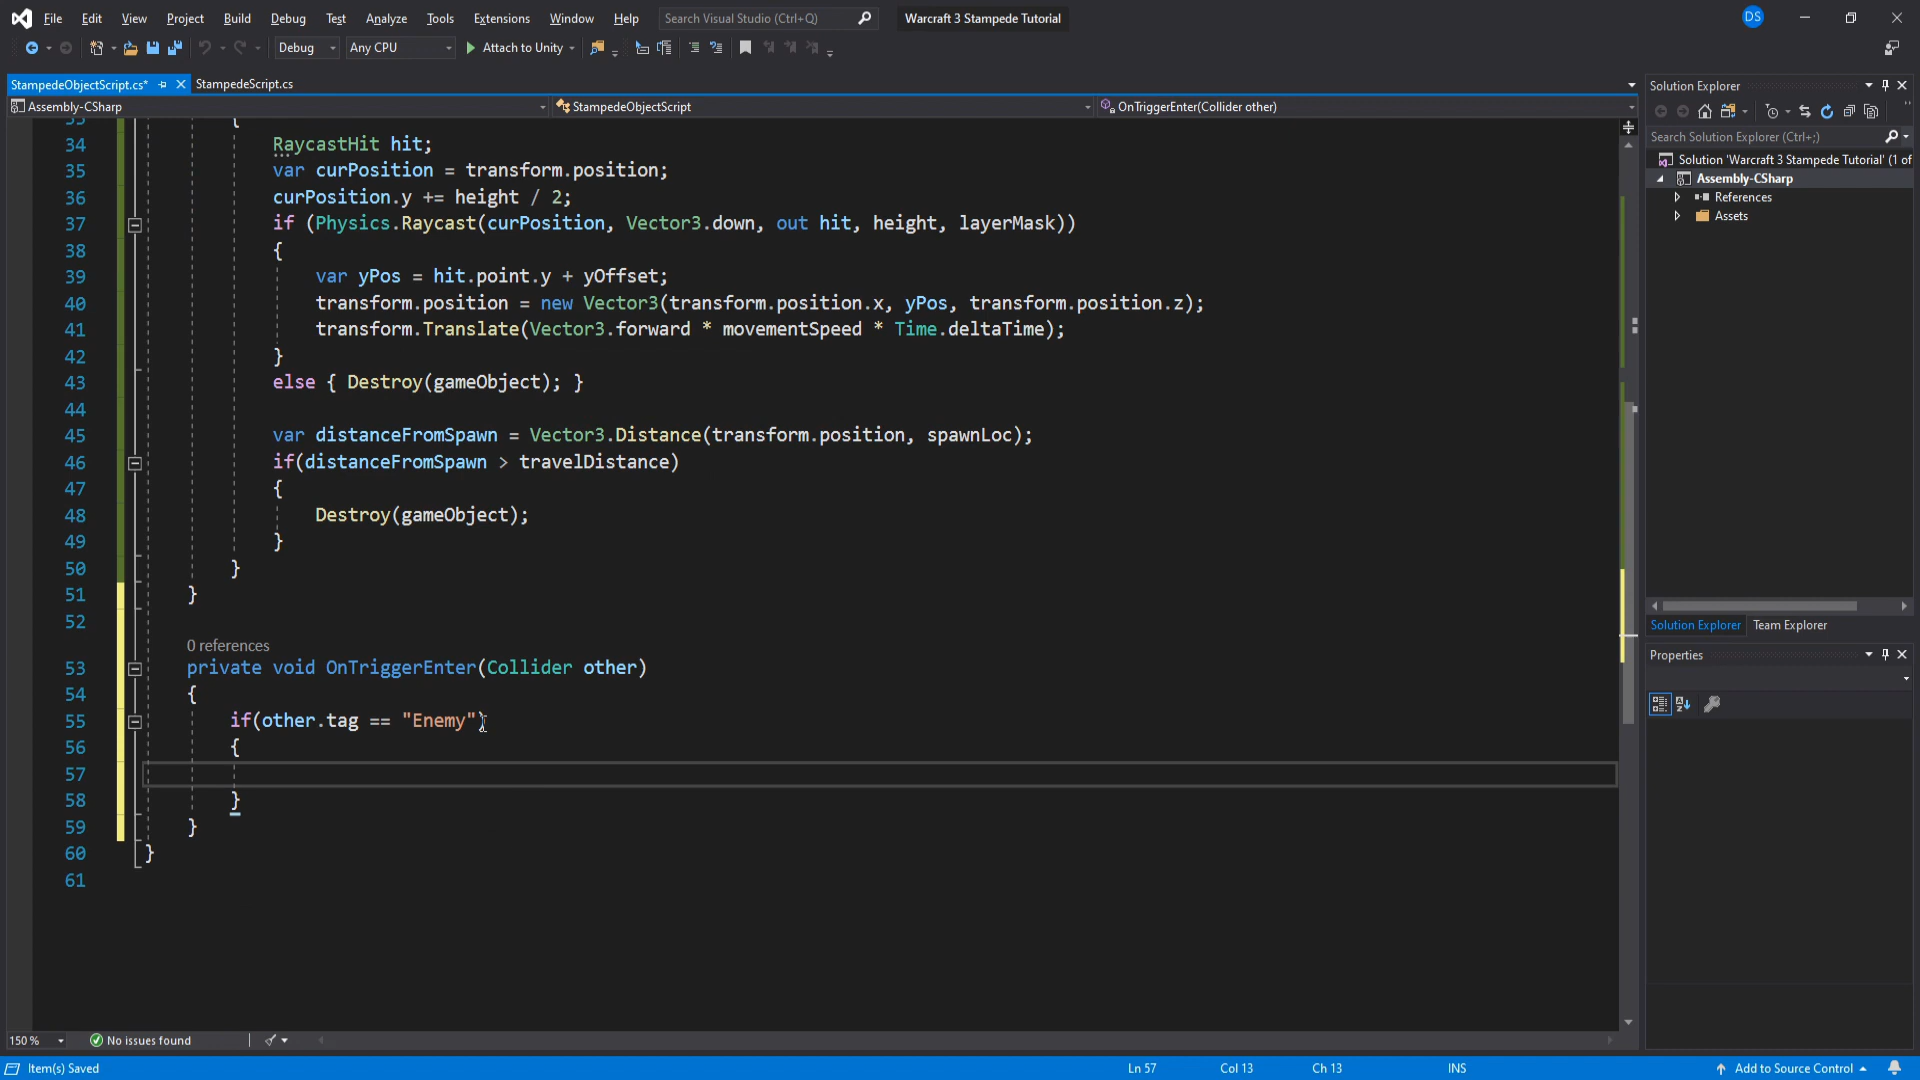 File Edit View Project Build Debug Test Analyze Tools Extensions Window Help Search Visual Studio (Ctrl+Q) Warcraft 3 Stampede Tutorial DS
Debug Any CPU Attach to Unity
StampedeObjectScript.cs* StampedeScript.cs
Assembly-CSharp StampedeObjectScript OnTriggerEnter(Collider other)
33 {
34 RaycastHit hit;
35 var curPosition = transform.position;
36 curPosition.y += height / 2;
37 if (Physics.Raycast(curPosition, Vector3.down, out hit, height, layerMask))
38 {
39 var yPos = hit.point.y + yOffset;
40 transform.position = new Vector3(transform.position.x, yPos, transform.position.z);
41 transform.Translate(Vector3.forward * movementSpeed * Time.deltaTime);
42 }
43 else { Destroy(gameObject); }
44
45 var distanceFromSpawn = Vector3.Distance(transform.position, spawnLoc);
46 if(distanceFromSpawn > travelDistance)
47 {
48 Destroy(gameObject);
49 }
50 }
51 }
52
0 references
53 private void OnTriggerEnter(Collider other)
54 {
55 if(other.tag == "Enemy")
56 {
57
58 }
59 }
60 }
61
150 % No issues found
Item(s) Saved Ln 57 Col 13 Ch 13 INS Add to Source Control
Solution Explorer
Search Solution Explorer (Ctrl+;)
Solution 'Warcraft 3 Stampede Tutorial' (1 of
Assembly-CSharp
References
Assets
Solution Explorer Team Explorer
Properties